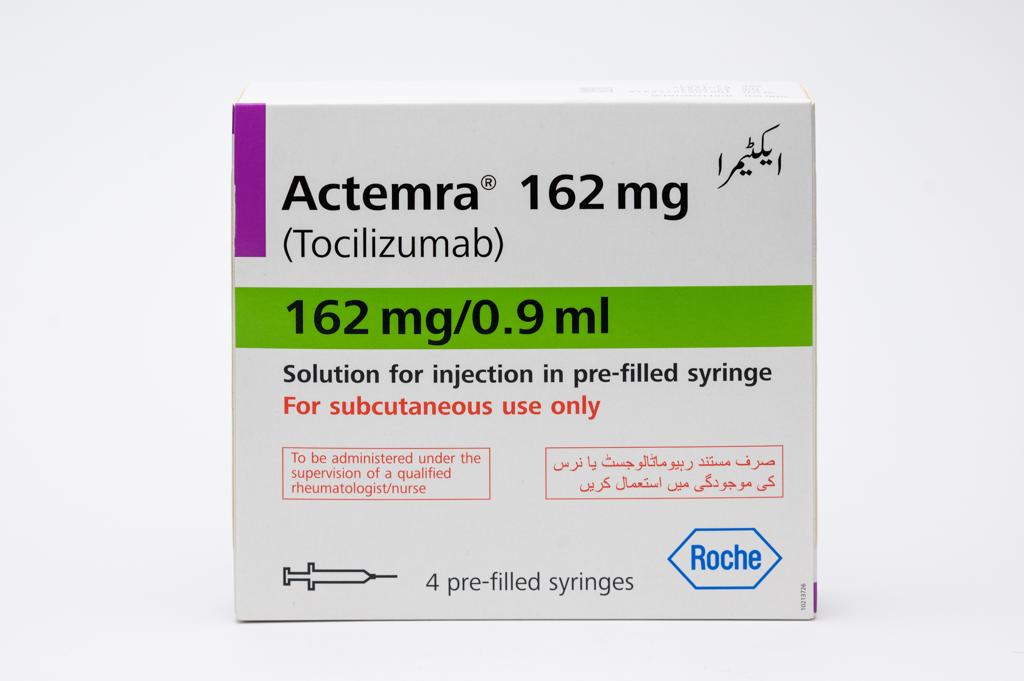 Actemra® 162 mg
ایکٹیمرا
(Tocilizumab)
162 mg/0.9 ml
Solution for injection in pre-filled syringe
For subcutaneous use only
To be administered under the
supervision of a qualified
rheumatologist/nurse
صرف مستند رہیوماٹالوجسٹ یا نرس
کی موجودگی میں استعمال کریں
4 pre-filled syringes
Roche
10213726